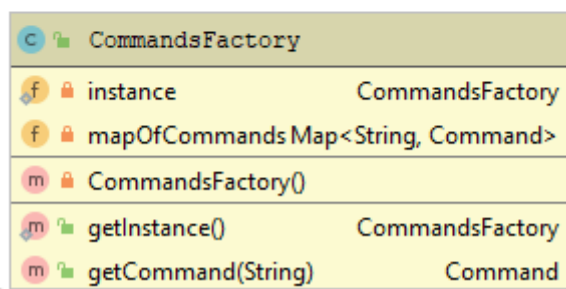 C CommandsFactory
f instance CommandsFactory
f mapOfCommands Map<String, Command>
m CommandsFactory()
m getInstance() CommandsFactory
m getCommand(String) Command